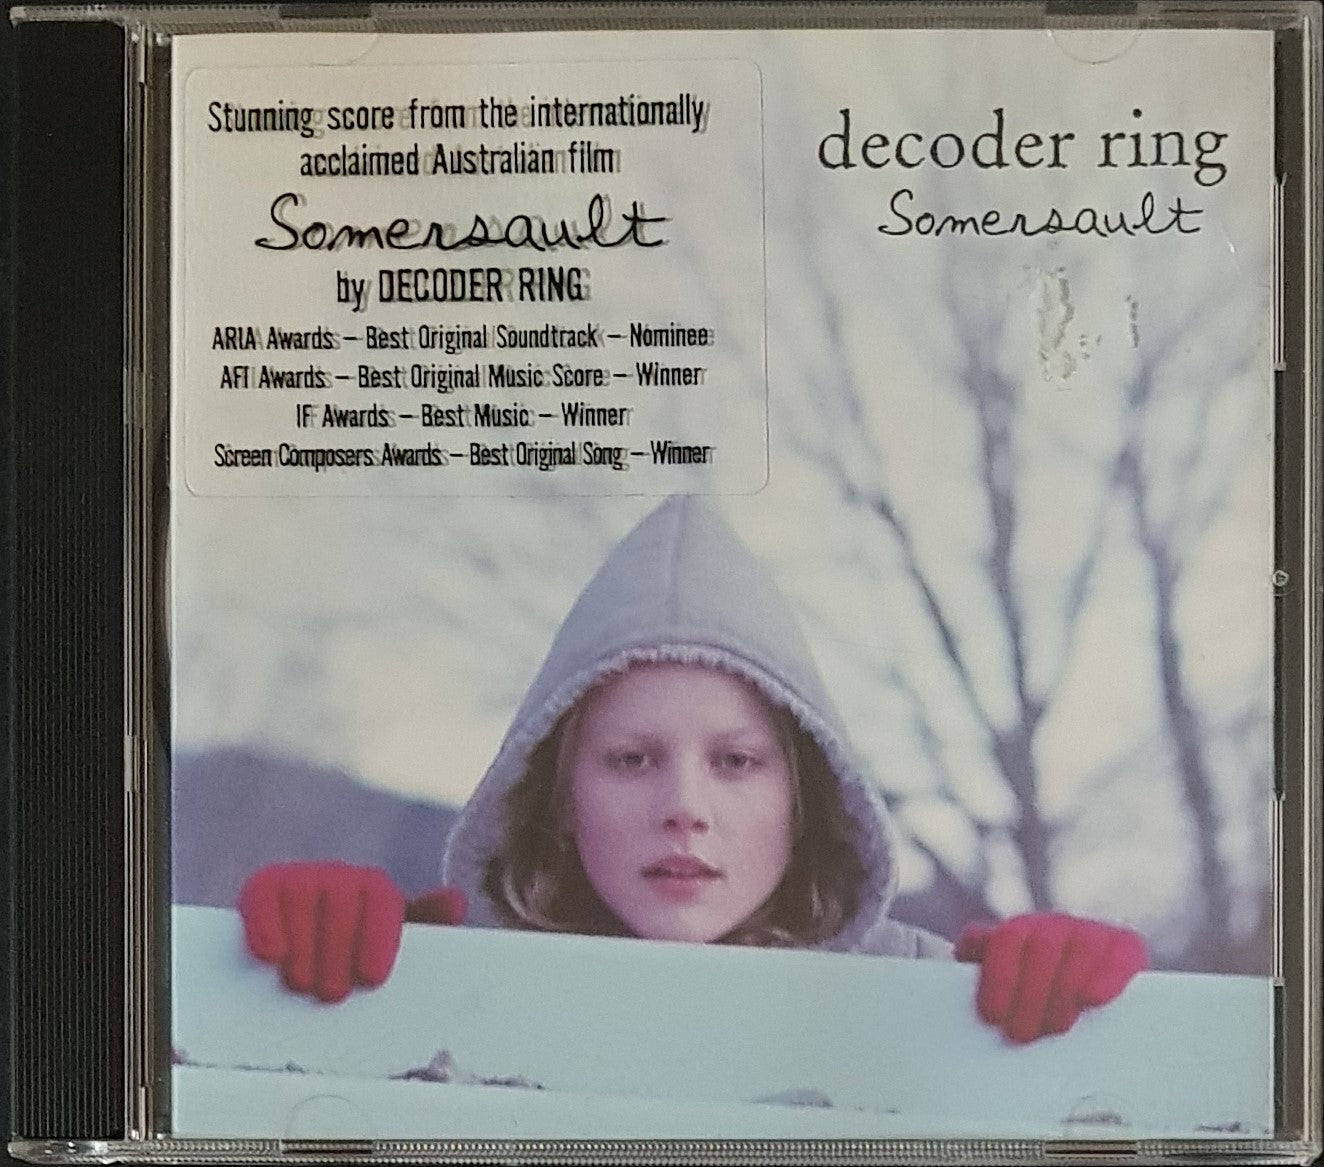 Stunning score from the internationally
acclaimed Australian film
Somersault
by DECODER RING
ARIA Awards – Best Original Soundtrack – Nominee
AFI Awards – Best Original Music Score – Winner
IF Awards – Best Music – Winner
Screen Composers Awards – Best Original Song – Winner
decoder ring
Somersault